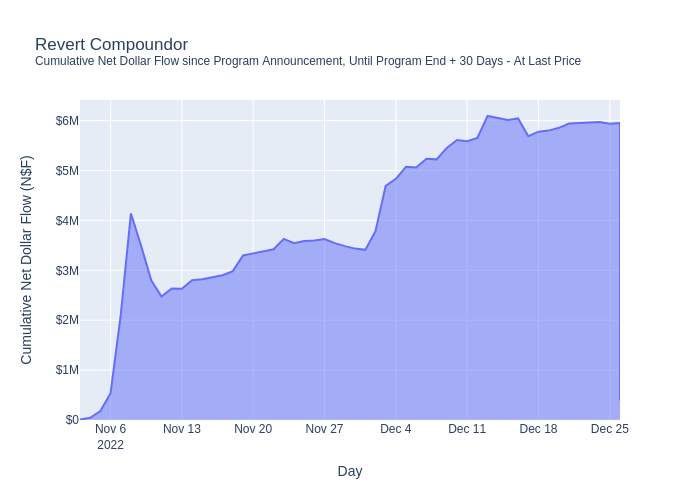 Revert Compoundor
Cumulative Net Dollar Flow since Program Announcement, Until Program End + 30 Days - At Last Price
Cumulative Net Dollar Flow (N$F)
$6M
$5M
$4M
$3M
$2M
$1M
$0
Nov 6
2022
Nov 13
Nov 20
Nov 27
Dec 4
Dec 11
Dec 18
Dec 25
Day